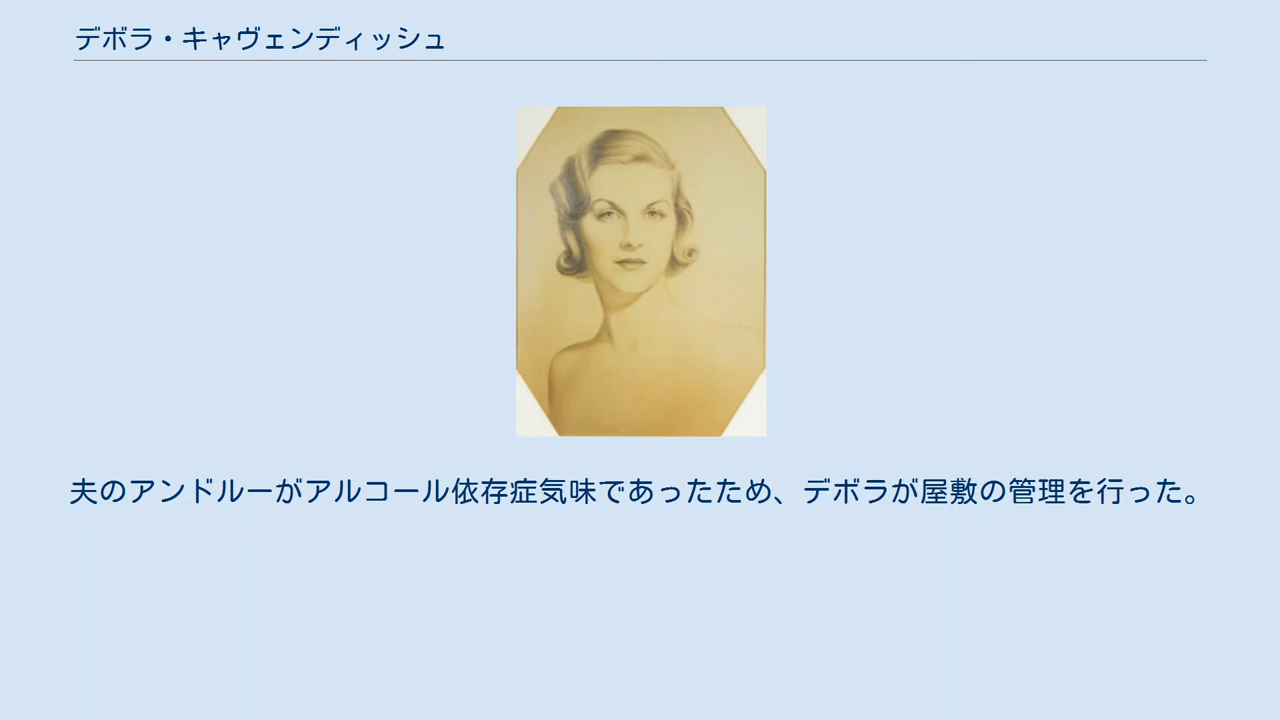 デボラ・キャヴェンディッシュ
夫のアンドルーがアルコール依存症気味であったため、デボラが屋敷の管理を行った。